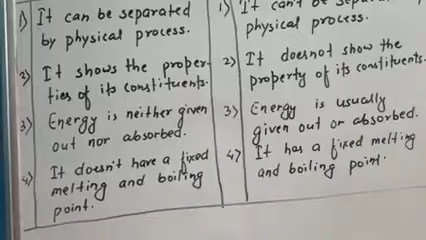 1) It can be separated
by physical process.
2) It shows the proper-
ties of its constituents.
3) Energy is neither given
out nor absorbed.
4) It doesn't have a fixed
melting and boiling
point.
1) It can't be
physical process.
2) It doesnot show the
property of its constituents.
3) Energy is usually
given out or absorbed.
4) It has a fixed melting
and boiling point.